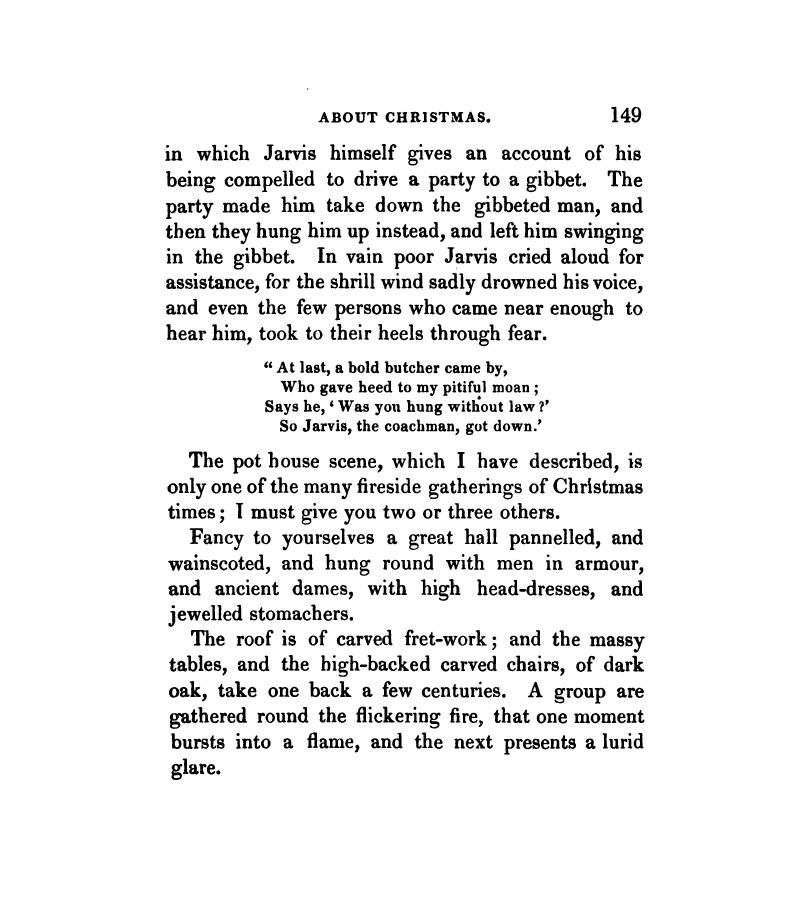 ABOUT CHRISTMAS. 149
in which Jarvis himself gives an account of his
being compelled to drive a party to a gibbet. The
party made him take down the gibbeted man, and
then they hung him up instead, and left him swinging
in the gibbet. In vain poor Jarvis cried aloud for
assistance, for the shrill wind sadly drowned his voice,
and even the few persons who came near enough to
hear him, took to their heels through fear.
“ At last, a bold butcher came by,
Who gave heed to my pitiful moan ;
Says he, ‘ Was you hung without law ?’
So Jarvis, the coachman, got down.’
The pot house scene, which I have described, is
only one of the many fireside gatherings of Christmas
times ; I must give you two or three others.
Fancy to yourselves a great hall pannelled, and
wainscoted, and hung round with men in armour,
and ancient dames, with high head-dresses, and
jewelled stomachers.
The roof is of carved fret-work ; and the massy
tables, and the high-backed carved chairs, of dark
oak, take one back a few centuries. A group are
gathered round the flickering fire, that one moment
bursts into a flame, and the next presents a lurid
glare.